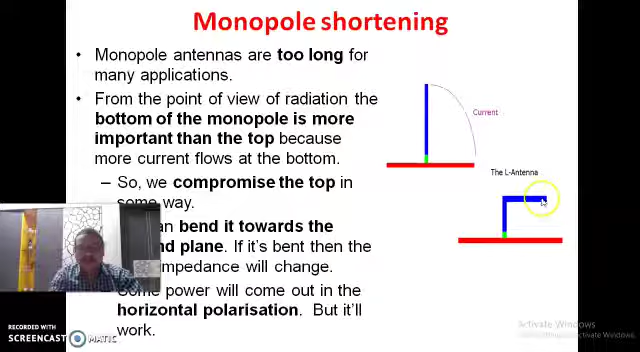 Monopole shortening
• Monopole antennas are too long for
many applications.
• From the point of view of radiation the
bottom of the monopole is more
important than the top because
more current flows at the bottom.
– So, we compromise the top in
some way.
bend it towards the
plane. If it's bent then the
impedance will change.
Some power will come out in the
horizontal polarisation. But it'll
work.
Current
The L-Antenna
RECORDED WITH
SCREENCAST MATIC
Activate Windows